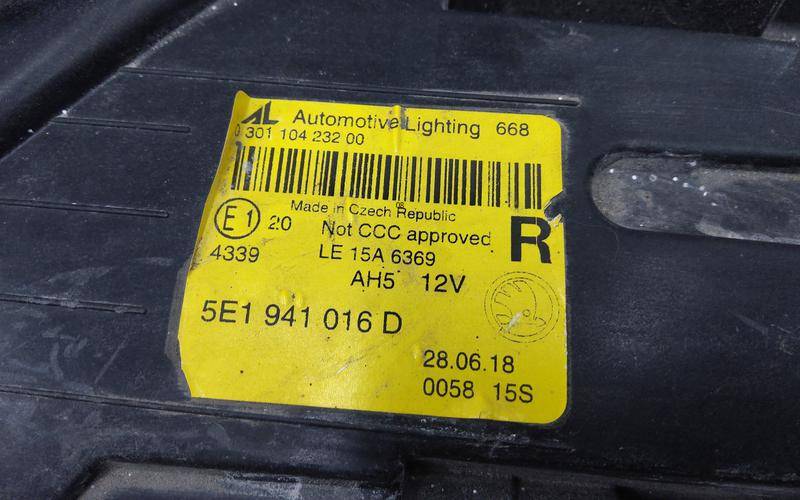 AL Automotive Lighting 668
0 301 104 232 00
08
Made in Czech Republic
E1 20 Not CCC approved R
4339 LE 15A 6369
AH5 12V
5E1 941 016 D
28.06.18
0058 15S